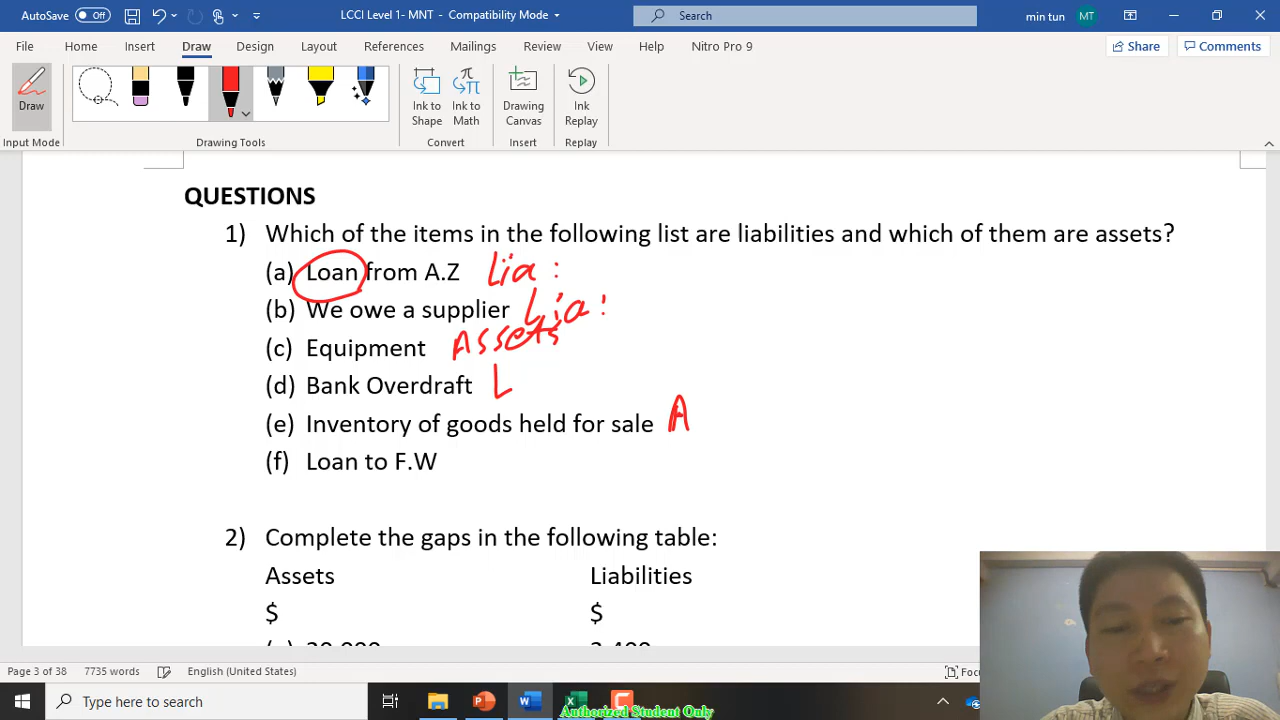 AutoSave Off LCCI Level 1- MNT - Compatibility Mode Search min tun MT
File Home Insert Draw Design Layout References Mailings Review View Help Nitro Pro 9 Share Comments
Draw Ink to Shape Ink to Math Drawing Canvas Ink Replay
Input Mode Drawing Tools Convert Insert Replay
QUESTIONS
1) Which of the items in the following list are liabilities and which of them are assets?
(a) Loan from A.Z Lia :
(b) We owe a supplier Lia :
(c) Equipment Assets
(d) Bank Overdraft L
(e) Inventory of goods held for sale A
(f) Loan to F.W
2) Complete the gaps in the following table:
Assets Liabilities
$ $
Page 3 of 38 7735 words English (United States) Focu
Type here to search
Authorized Student Only